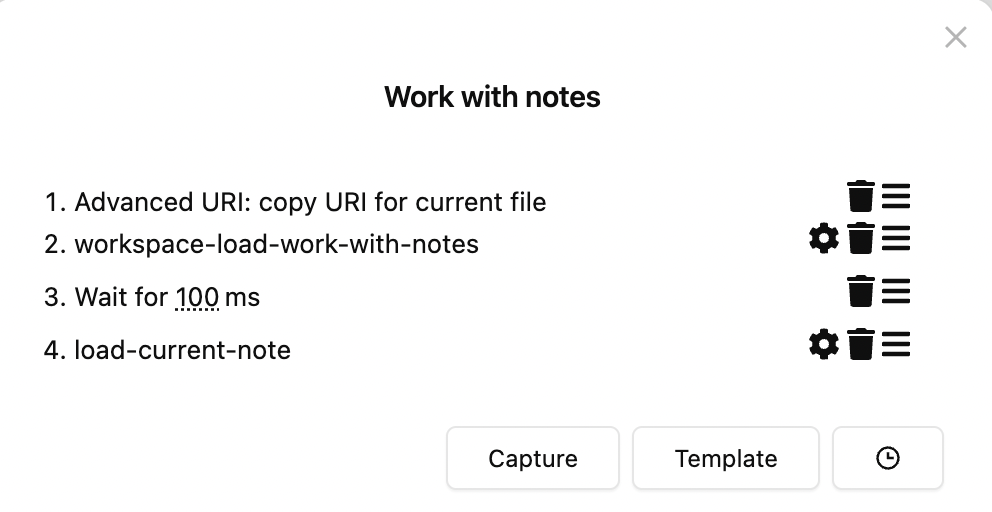 Work with notes
1. Advanced URI: copy URI for current file
2. workspace-load-work-with-notes
3. Wait for 100 ms
4. load-current-note
Capture Template